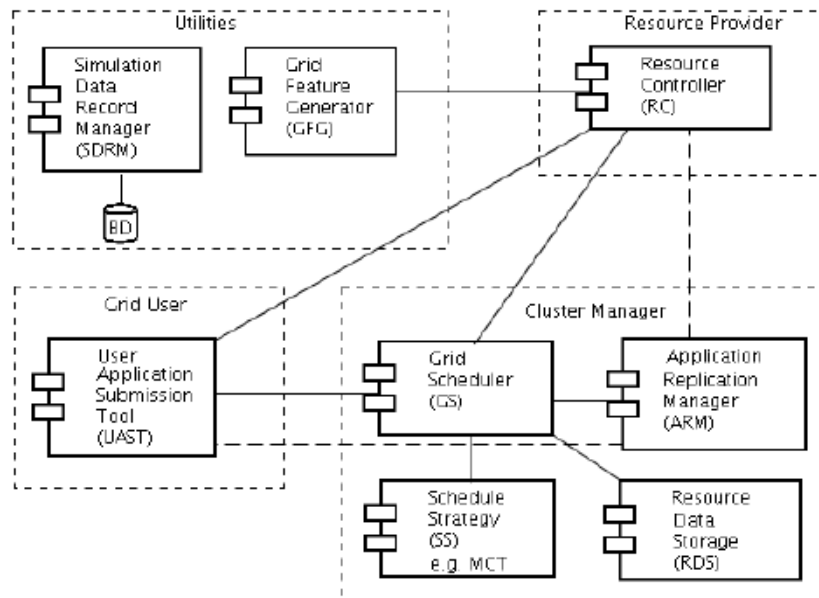 Utilities
Resource Provider
Simulation
Data
Record
Manager
(SDRM)
Grid
Feature
Generator
(GFG)
Resource
Controller
(RC)
BD
Grid User
Cluster Manager
User
Application
Submission
Tool
(UAST)
Grid
Scheduler
(GS)
Application
Replication
Manager
(ARM)
Schedule
Strategy
(SS)
e.g. MCT
Resource
Data
Storage
(RDS)